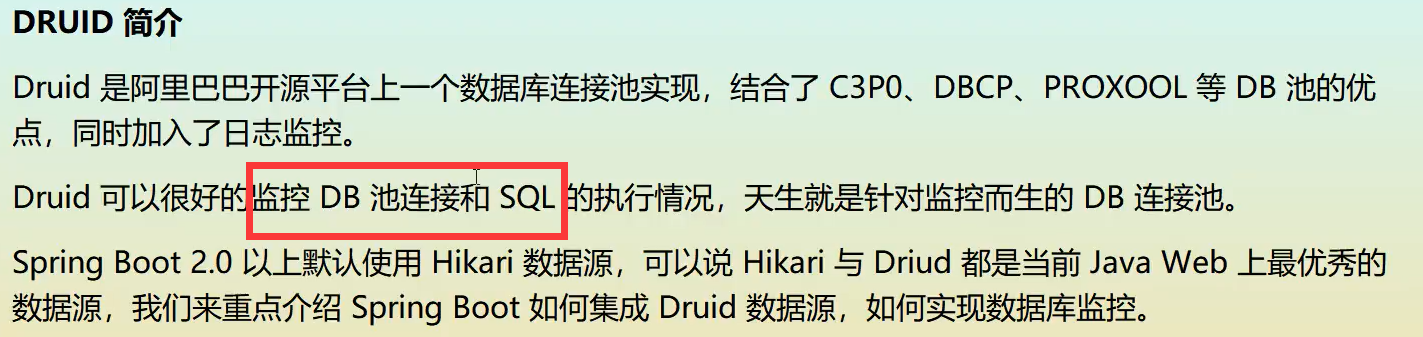 DRUID 简介
Druid 是阿里巴巴开源平台上一个数据库连接池实现，结合了 C3P0、DBCP、PROXOOL 等 DB 池的优
点，同时加入了日志监控。
Druid 可以很好的监控 DB 池连接和 SQL 的执行情况，天生就是针对监控而生的 DB 连接池。
Spring Boot 2.0 以上默认使用 Hikari 数据源，可以说 Hikari 与 Driud 都是当前 Java Web 上最优秀的
数据源，我们来重点介绍 Spring Boot 如何集成 Druid 数据源，如何实现数据库监控。